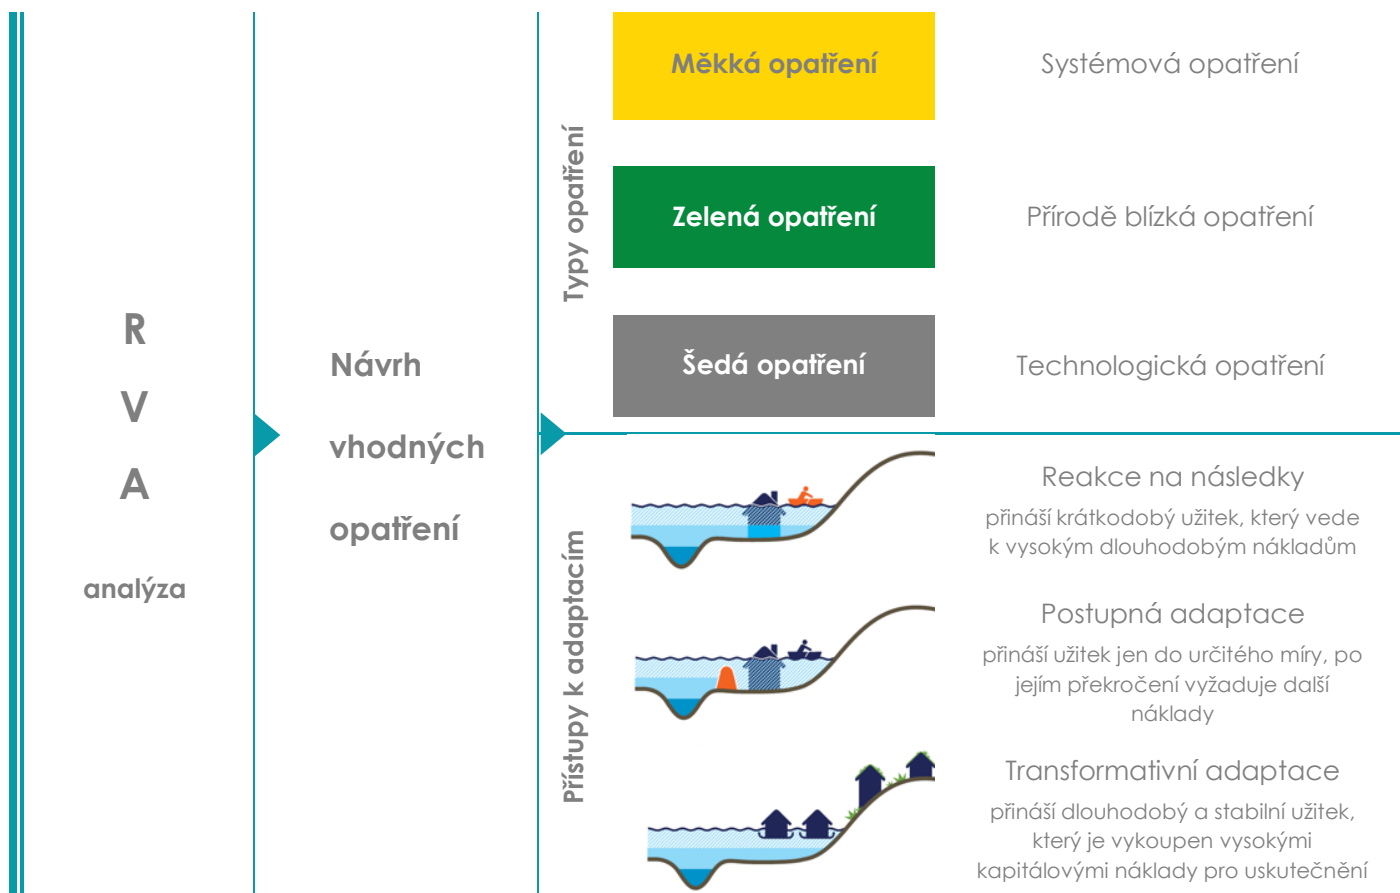 R
V
A
analýza
Návrh
vhodných
opatření
Typy opatření
Měkká opatření
Systémová opatření
Zelená opatření
Přírodě blízká opatření
Šedá opatření
Technologická opatření
Přístupy k adaptacím
Reakce na následky
přináší krátkodobý užitek, který vede
k vysokým dlouhodobým nákladům
Postupná adaptace
přináší užitek jen do určitého míry, po
jejím překročení vyžaduje další
náklady
Transformativní adaptace
přináší dlouhodobý a stabilní užitek,
který je vykoupen vysokými
kapitálovými náklady pro uskutečnění